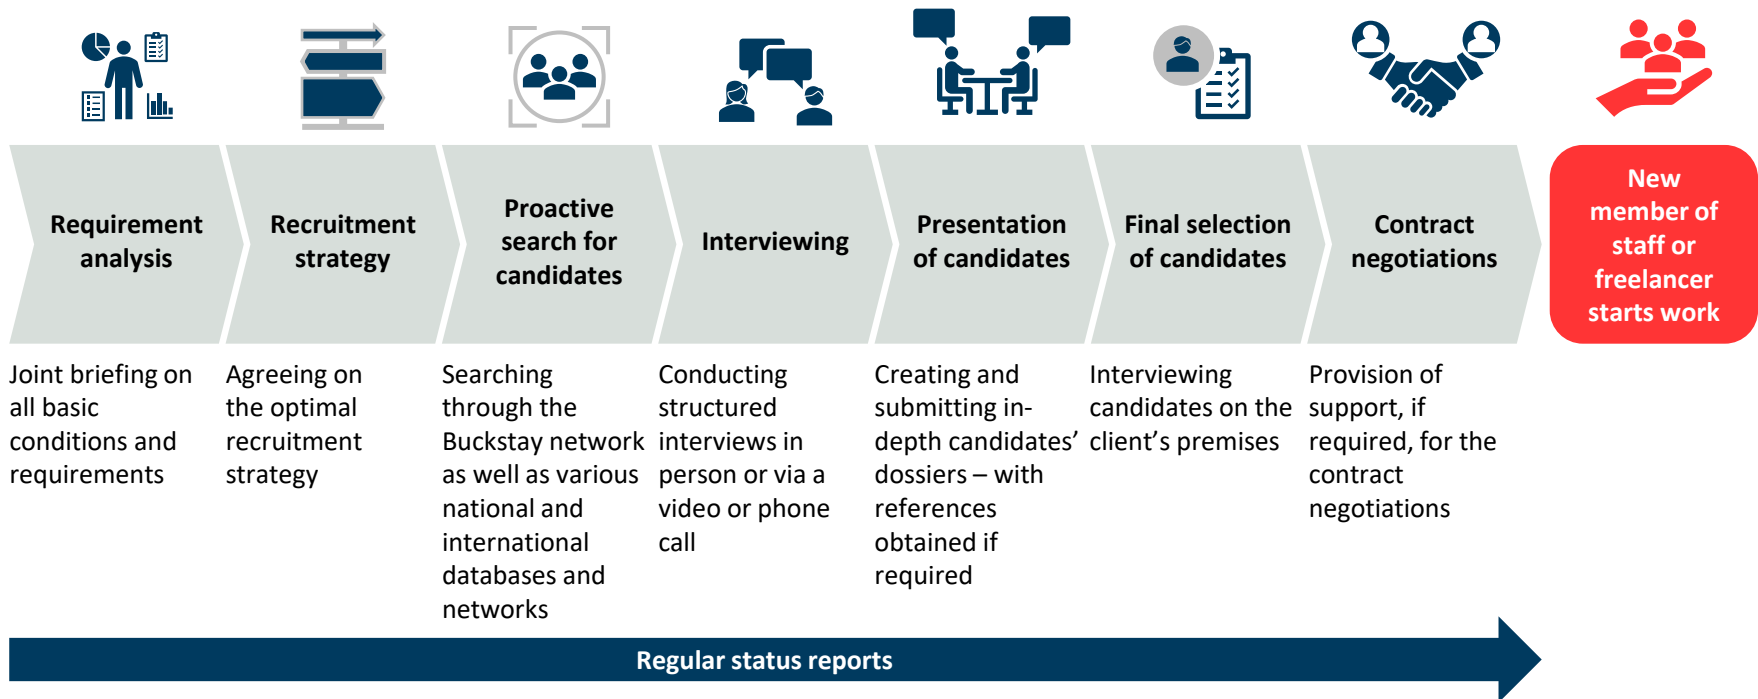 Requirement
analysis
Recruitment
strategy
Proactive
search for
candidates
Interviewing
Presentation
of candidates
Final selection
of candidates
Contract
negotiations
New
member of
staff or
freelancer
starts work
Joint briefing on
all basic
conditions and
requirements
Agreeing on
the optimal
recruitment
strategy
Searching
through the
Buckstay network
as well as various
national and
international
databases and
networks
Conducting
structured
interviews in
person or via a
video or phone
call
Creating and
submitting in-
depth candidates’
dossiers – with
references
obtained if
required
Interviewing
candidates on the
client’s premises
Provision of
support, if
required, for the
contract
negotiations
Regular status reports